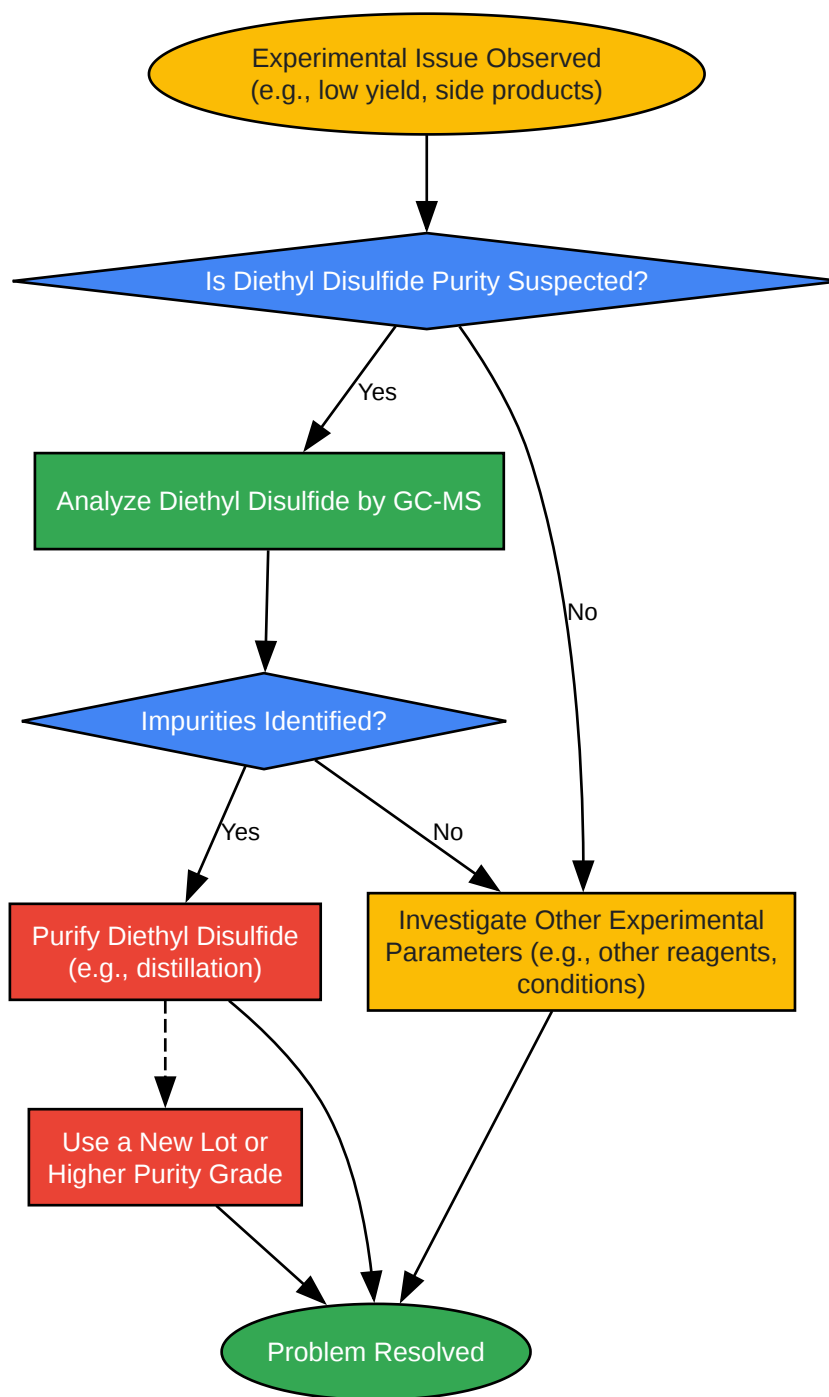 Experimental Issue Observed
(e.g., low yield, side products)
Is Diethyl Disulfide Purity Suspected?
Yes
Analyze Diethyl Disulfide by GC-MS
No
Impurities Identified?
Yes
No
Purify Diethyl Disulfide
(e.g., distillation)
Investigate Other Experimental
Parameters (e.g., other reagents,
conditions)
Use a New Lot or
Higher Purity Grade
Problem Resolved